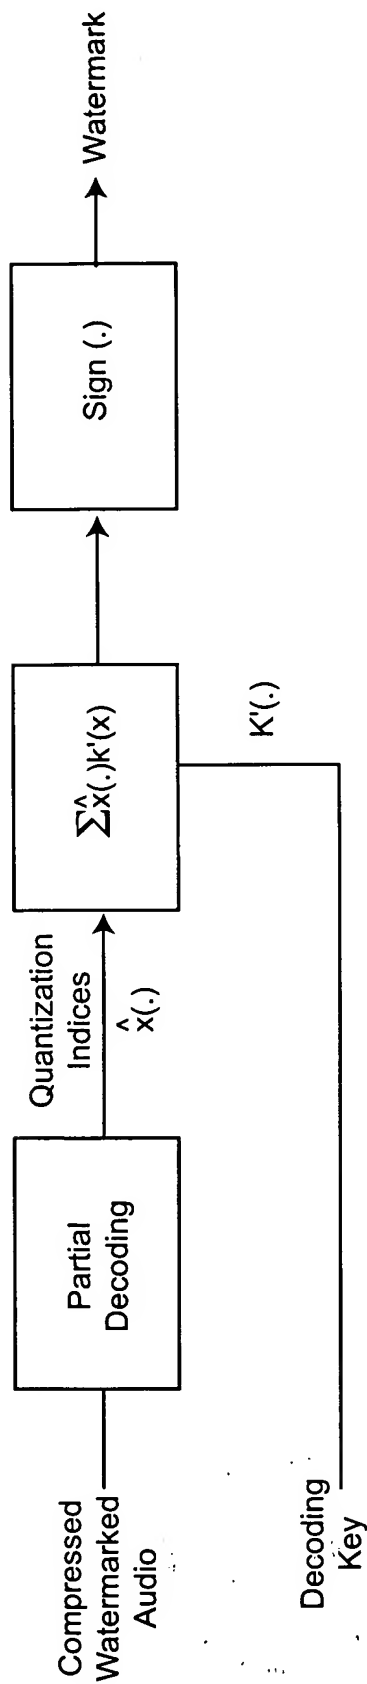 Compressed
Watermarked
Audio
Partial
Decoding
Quantization
Indices
x̂(.)
Σx̂(.)k'(x)
Sign (.)
Watermark
Decoding
Key
K'(.)